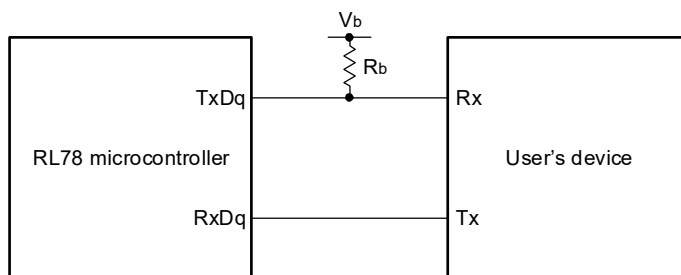 Vb
Rb
TxDq
Rx
RL78 microcontroller
User's device
RxDq
Tx